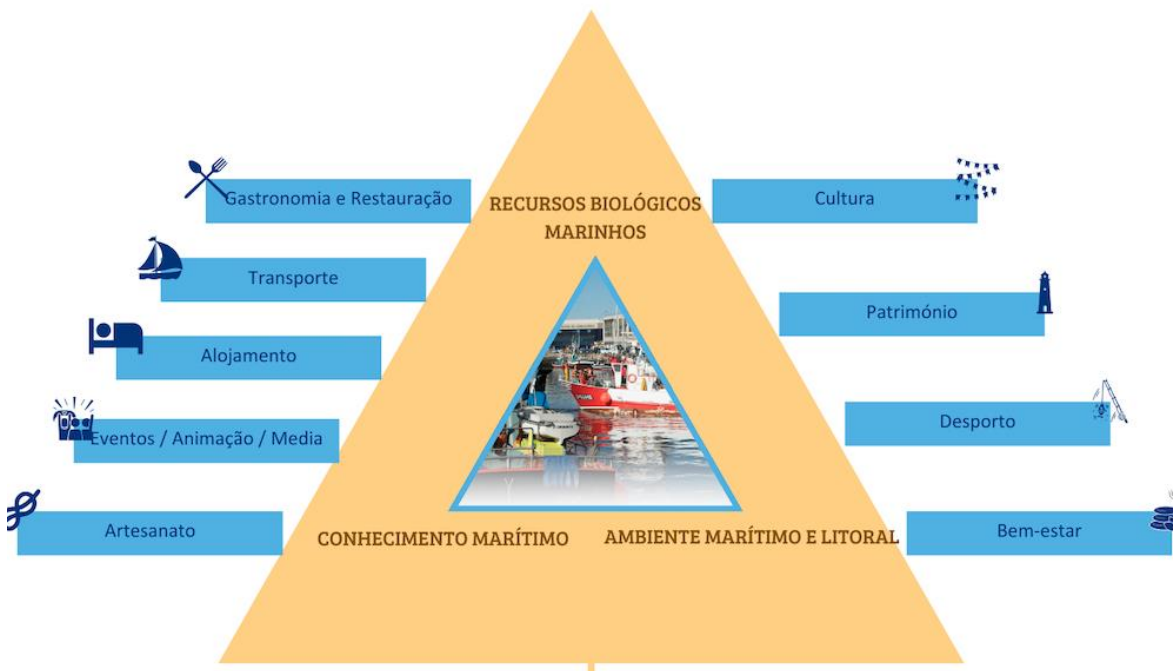 Gastronomia e Restauração
Transporte
Alojamento
Eventos / Animação / Media
Artesanato
RECURSOS BIOLÓGICOS
MARINHOS
CONHECIMENTO MARÍTIMO
AMBIENTE MARÍTIMO E LITORAL
Cultura
Património
Desporto
Bem-estar